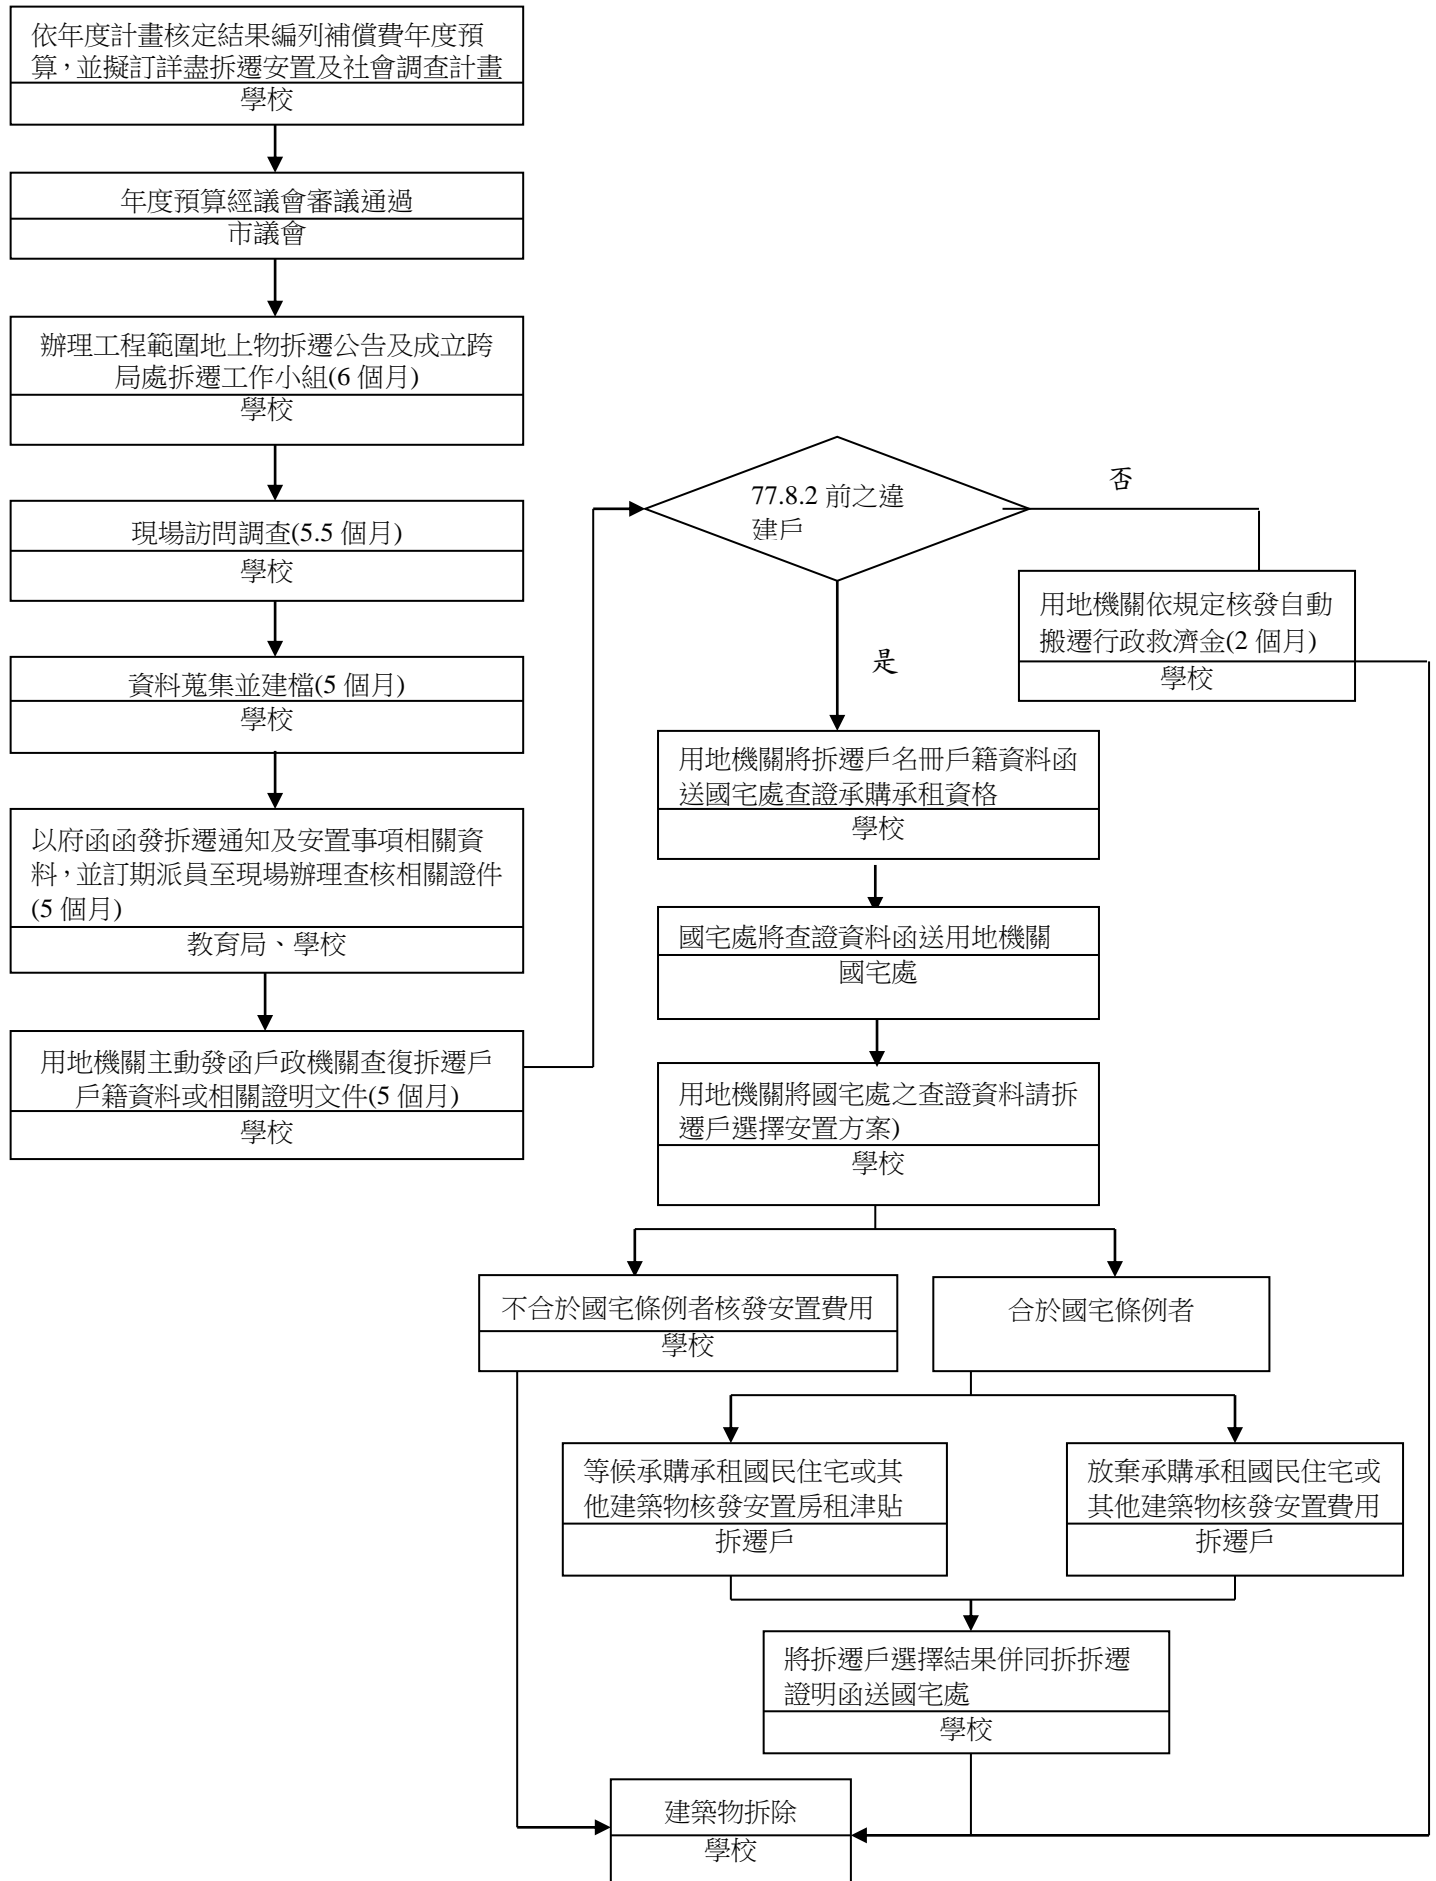 依年度計畫核定結果編列補償費年度預
算，並擬訂詳盡拆遷安置及社會調查計畫
學校
年度預算經議會審議通過
市議會
辦理工程範圍地上物拆遷公告及成立跨
局處拆遷工作小組(6 個月)
學校
現場訪問調查(5.5 個月)
學校
資料蒐集並建檔(5 個月)
學校
以府函函發拆遷通知及安置事項相關資
料，並訂期派員至現場辦理查核相關證件
(5 個月)
教育局、學校
用地機關主動發函戶政機關查復拆遷戶
戶籍資料或相關證明文件(5 個月)
學校
77.8.2 前之違
建戶
否
用地機關依規定核發自動
搬遷行政救濟金(2 個月)
學校
是
用地機關將拆遷戶名冊戶籍資料函
送國宅處查證承購承租資格
學校
國宅處將查證資料函送用地機關
國宅處
用地機關將國宅處之查證資料請拆
遷戶選擇安置方案)
學校
不合於國宅條例者核發安置費用
學校
合於國宅條例者
等候承購承租國民住宅或其
他建築物核發安置房租津貼
拆遷戶
放棄承購承租國民住宅或
其他建築物核發安置費用
拆遷戶
將拆遷戶選擇結果併同拆拆遷
證明函送國宅處
學校
建築物拆除
學校